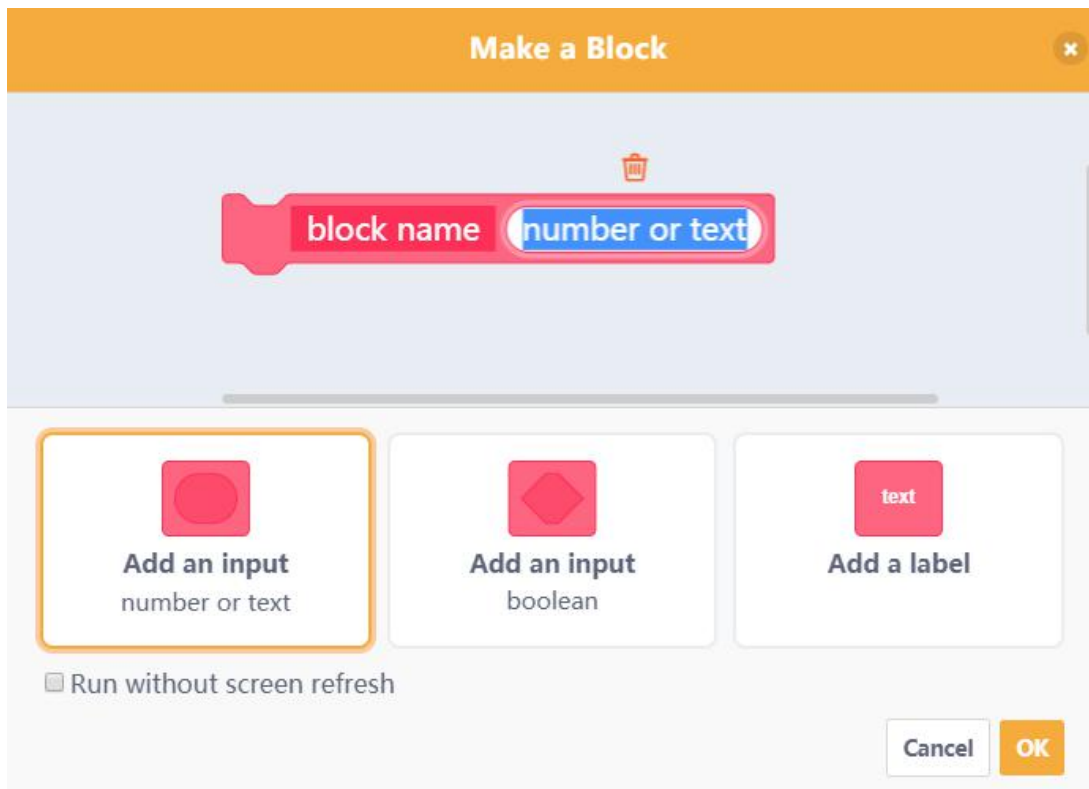 Make a Block
block name number or text
text
Add an input
number or text
Add an input
boolean
Add a label
Run without screen refresh
Cancel OK